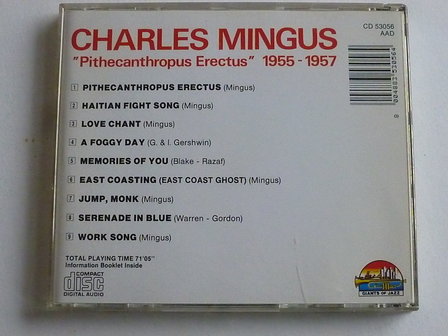 CHARLES MINGUS
"Pithecanthropus Erectus" 1955-1957
CD 53056
AAD
8 004883 530564
1 PITHECANTHROPUS ERECTUS (Mingus)
2 HAITIAN FIGHT SONG (Mingus)
3 LOVE CHANT (Mingus)
4 A FOGGY DAY (G. & I. Gershwin)
5 MEMORIES OF YOU (Blake - Razaf)
6 EAST COASTING (EAST COAST GHOST) (Mingus)
7 JUMP, MONK (Mingus)
8 SERENADE IN BLUE (Warren - Gordon)
9 WORK SONG (Mingus)
TOTAL PLAYING TIME 71'05"
Information Booklet Inside
COMPACT
disc
DIGITAL AUDIO
GIANTS OF JAZZ